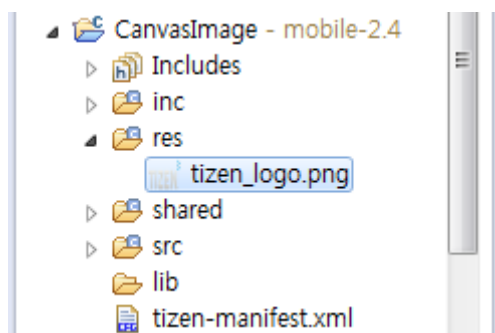 CanvasImage - mobile-2.4
Includes
inc
res
tizen_logo.png
shared
src
lib
tizen-manifest.xml